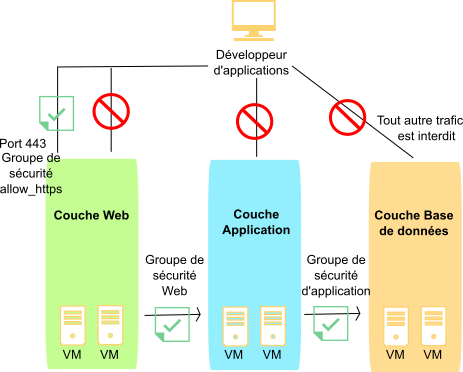 Développeur
d'applications
Tout autre trafic
est interdit
Port 443
Groupe de
sécurité
allow_https
Couche Web
Couche
Application
Couche Base
de données
Groupe de
sécurité
Web
Groupe de
sécurité
d'application
VM VM
VM VM
VM VM